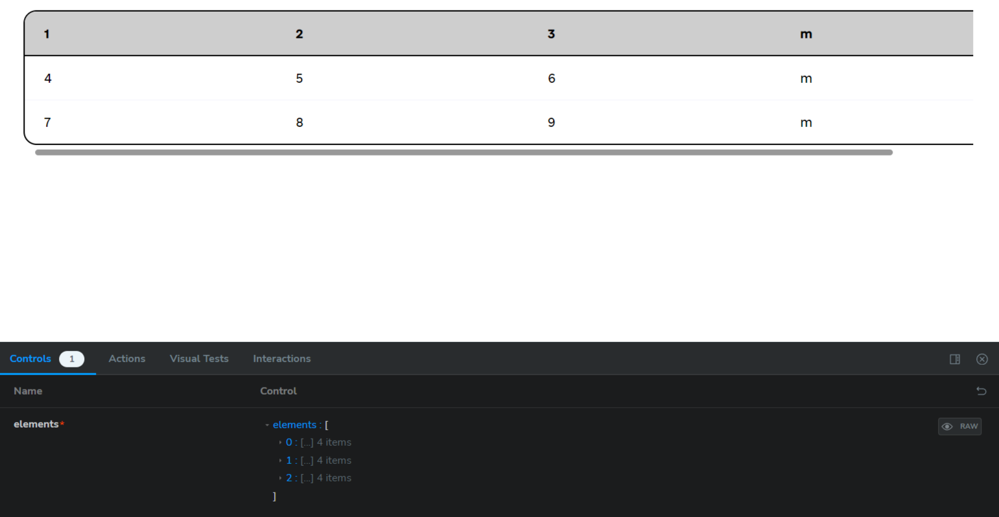 1 2 3 m
4 5 6 m
7 8 9 m
Controls 1 Actions Visual Tests Interactions
Name Control
elements* elements : [ RAW
0 : [...] 4 items
1 : [...] 4 items
2 : [...] 4 items
]